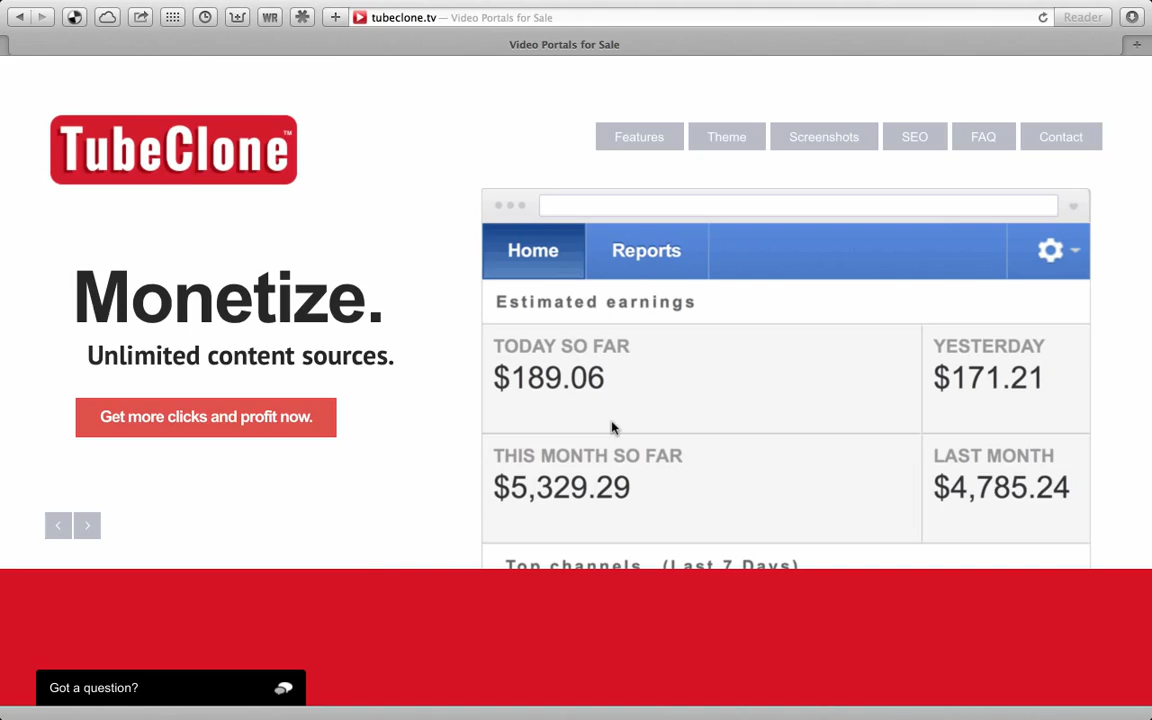 tubeclone.tv — Video Portals for Sale
Reader
WR
Video Portals for Sale
TubeClone™
Features
Theme
Screenshots
SEO
FAQ
Contact
Monetize.
Unlimited content sources.
Get more clicks and profit now.
Home
Reports
Estimated earnings
TODAY SO FAR
$189.06
YESTERDAY
$171.21
THIS MONTH SO FAR
$5,329.29
LAST MONTH
$4,785.24
Top channels (Last 7 Days)
Got a question?